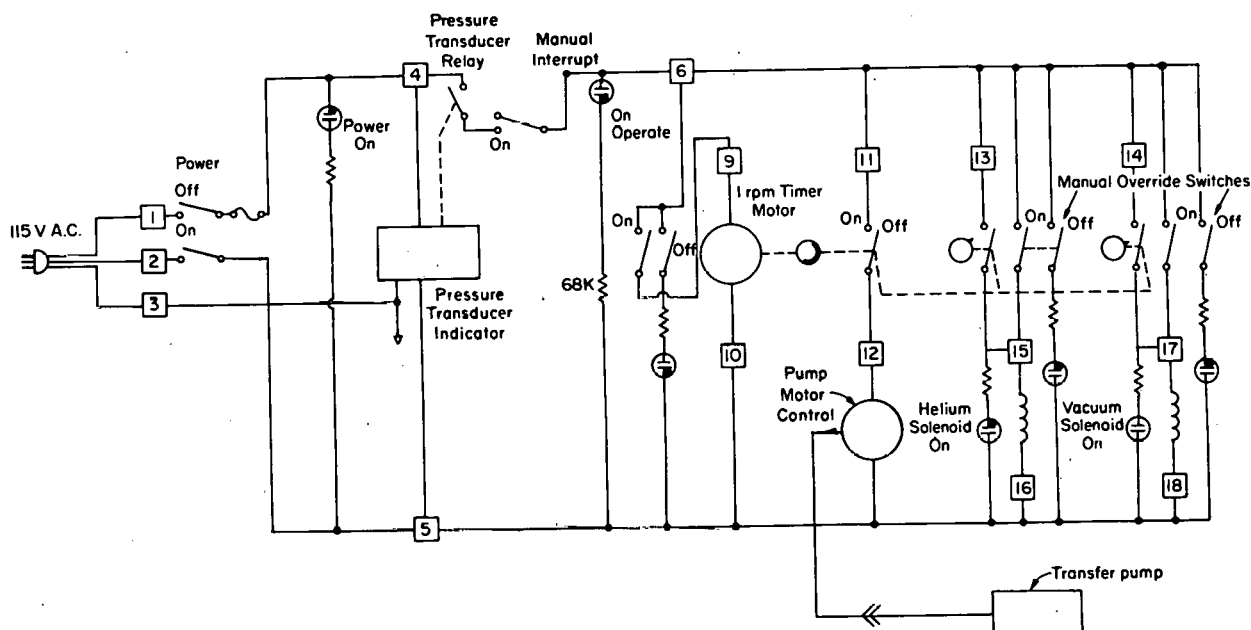 Pressure
Transducer
Relay
Manual
Interrupt
4
6
On
On
Operate
Power
On
Power
Off
On
115 V A.C.
1
2
3
Pressure
Transducer
Indicator
5
68K
On
Off
9
1 rpm Timer
Motor
10
11
On
Off
12
Pump
Motor
Control
13
On
Off
Manual Override Switches
14
On
Off
15
Helium
Solenoid
On
16
17
Vacuum
Solenoid
On
18
Transfer pump